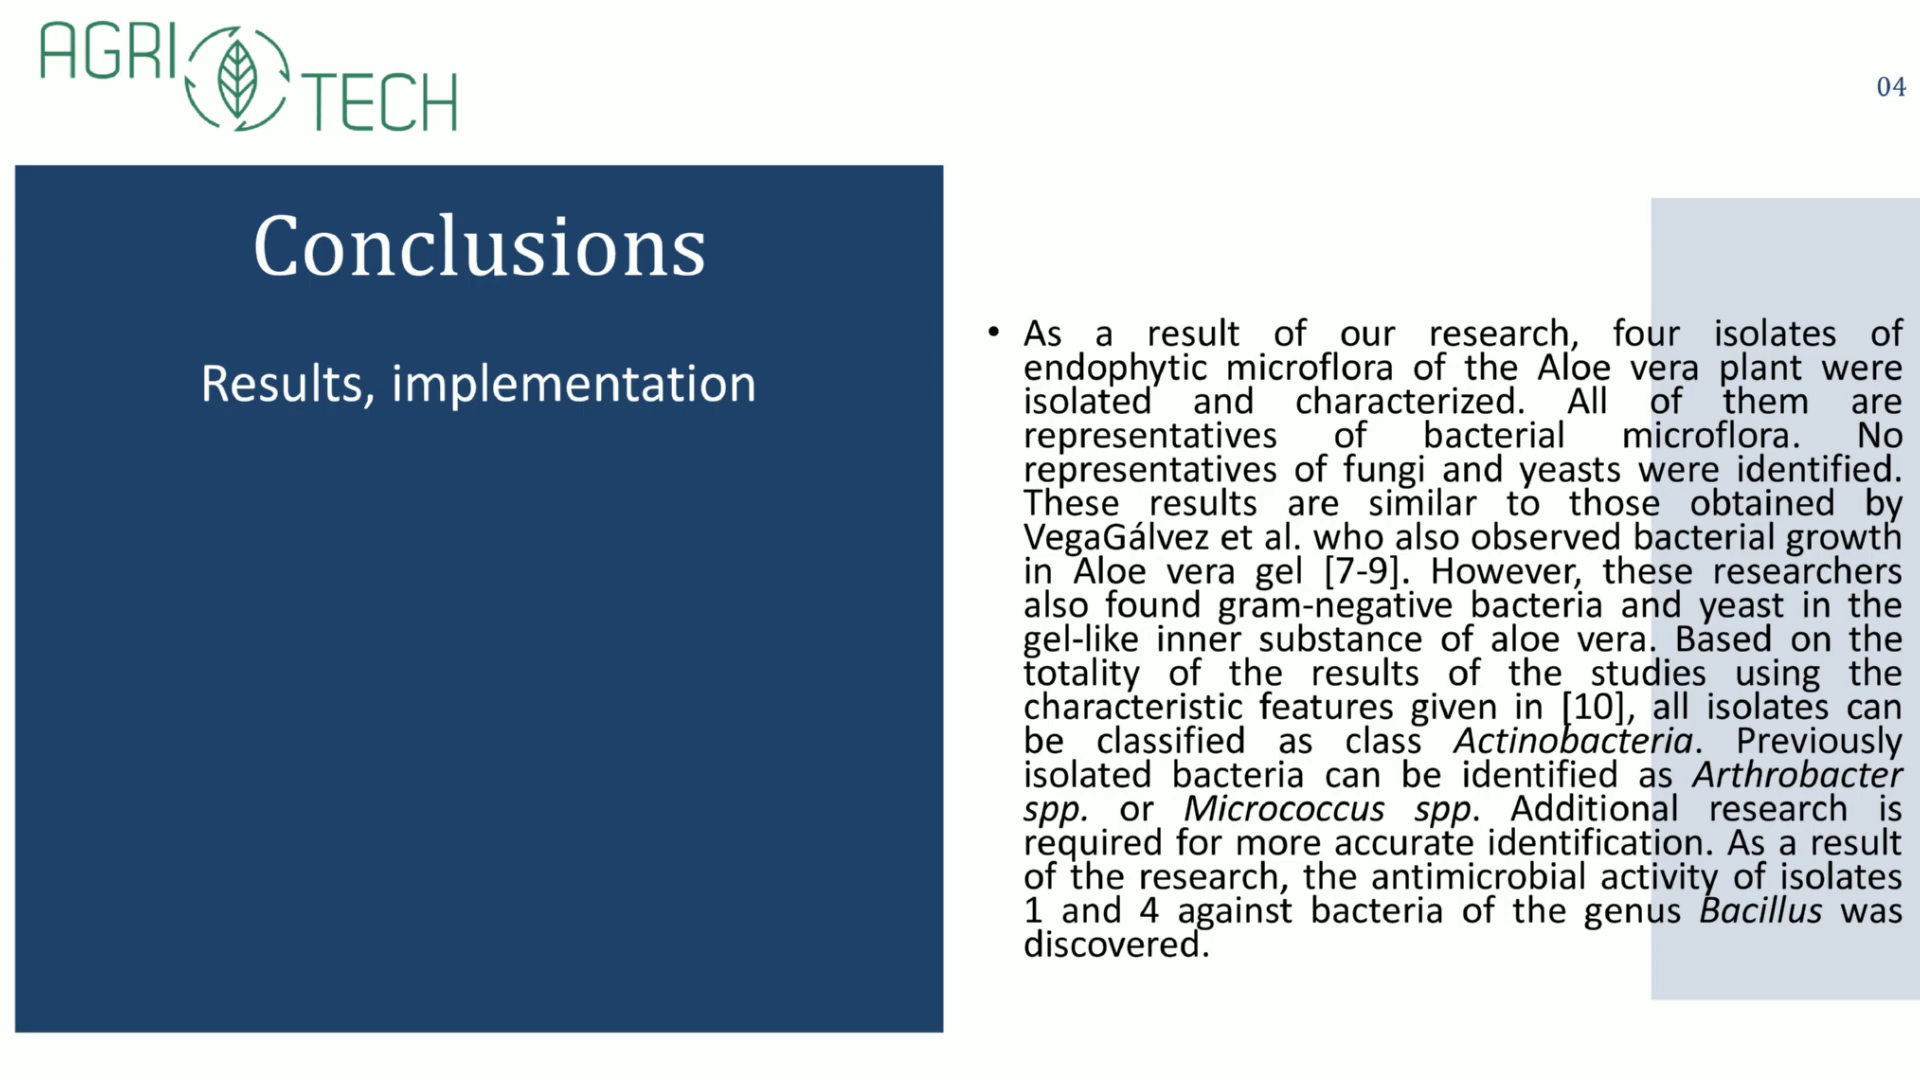 AGRI TECH
04
Conclusions
Results, implementation
• As a result of our research, four isolates of
endophytic microflora of the Aloe vera plant were
isolated and characterized. All of them are
representatives of bacterial microflora. No
representatives of fungi and yeasts were identified.
These results are similar to those obtained by
VegaGálvez et al. who also observed bacterial growth
in Aloe vera gel [7-9]. However, these researchers
also found gram-negative bacteria and yeast in the
gel-like inner substance of aloe vera. Based on the
totality of the results of the studies using the
characteristic features given in [10], all isolates can
be classified as class Actinobacteria. Previously
isolated bacteria can be identified as Arthrobacter
spp. or Micrococcus spp. Additional research is
required for more accurate identification. As a result
of the research, the antimicrobial activity of isolates
1 and 4 against bacteria of the genus Bacillus was
discovered.